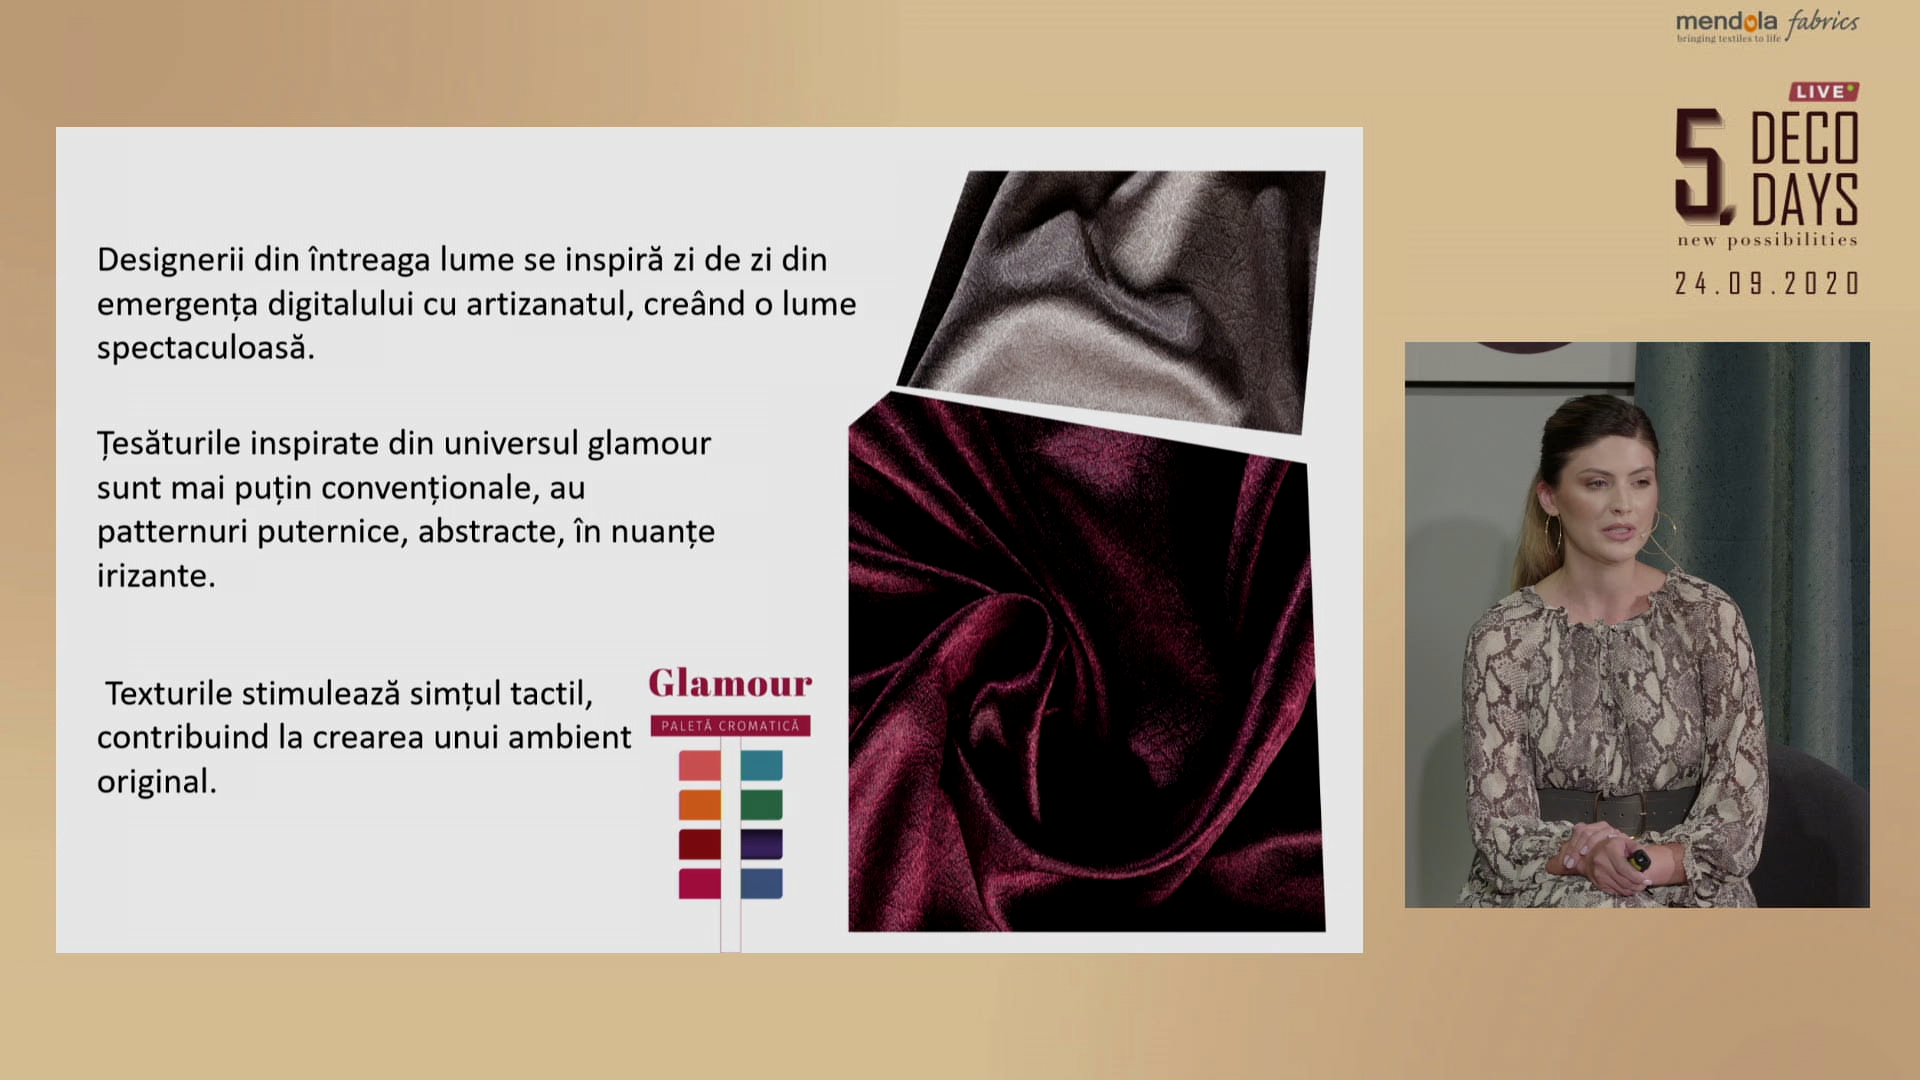 mendola fabrics
bringing textiles to life
LIVE
5. DECO
DAYS
new possibilities
24.09.2020
Designerii din întreaga lume se inspiră zi de zi din
emergența digitalului cu artizanatul, creând o lume
spectaculoasă.
Țesăturile inspirate din universul glamour
sunt mai puțin convenționale, au
patternuri puternice, abstracte, în nuanțe
irizante.
Texturile stimulează simțul tactil,
contribuind la crearea unui ambient
original.
Glamour
PALETĂ CROMATICĂ